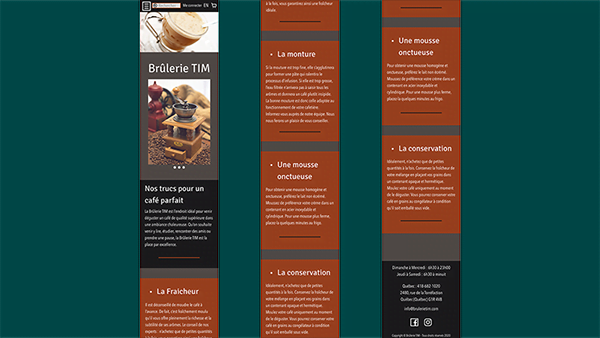 Me connecter EN
Brûlerie TIM
Nos trucs pour un
café parfait
La Brûlerie TIM est l'endroit idéal pour venir
déguster un café de qualité supérieure dans
une ambiance chaleureuse. Qu'on souhaite
venir y lire, étudier, rencontrer des amis ou
prendre une pause, la Brûlerie TIM est la
place par excellence.
• La Fraicheur
Il est déconseillé de moudre le café à
l'avance. De fait, c'est fraîchement moulu
qu'il vous offre pleinement la richesse et la
subtilité de ses arômes. Le conseil de nos
experts : n'achetez que de petites quantités
à la fois, vous garantirez ainsi une fraîcheur
idéale.
• La monture
Si la mouture est trop fine, elle s'agglutinera
pour former une pâte qui ralentira le
processus d'infusion. Si elle est trop grosse,
l'eau filtrée n'aimantera pas à saisir tous les
arômes et donnera un café plutôt insipide.
La bonne mouture est donc celle adaptée au
fonctionnement de votre cafetière.
Informez-vous auprès de notre équipe. Nous
nous ferons un plaisir de vous conseiller.
• Une mousse
onctueuse
Pour obtenir une mousse homogène et
onctueuse, préférez le lait non écrémé.
Moussez de préférence votre crème dans un
contenant en acier inoxydable et
cylindrique. Pour une mousse plus ferme,
placez-la quelques minutes au frigo.
• La conservation
Idéalement, n'achetez que de petites
quantités à la fois. Conservez la fraîcheur de
votre mélange en plaçant vos grains dans
un contenant opaque et hermétique.
Moulez votre café uniquement au moment
de le déguster. Vous pourrez conserver votre
café en grains au congélateur à condition
qu'il soit emballé sous vide.
• Une mousse
onctueuse
Pour obtenir une mousse homogène et
onctueuse, préférez le lait non écrémé.
Moussez de préférence votre crème dans un
contenant en acier inoxydable et
cylindrique. Pour une mousse plus ferme,
placez-la quelques minutes au frigo.
• La conservation
Idéalement, n'achetez que de petites
quantités à la fois. Conservez la fraîcheur de
votre mélange en plaçant vos grains dans un
contenant opaque et hermétique. Moulez
votre café uniquement au moment de le
déguster. Vous pourrez conserver votre café
en grains au congélateur à condition qu'il
soit emballé sous vide.
Dimanche à Mercredi : 6h30 à 23h00
Jeudi à Samedi : 6h30 à minuit
Québec : 418-682-1020
2480, rue de la Torréfaction
Québec (Québec) G1R 4V8
info@brulerietim.com
Copyright © Brûlerie TIM - Tous droits réservés 2020